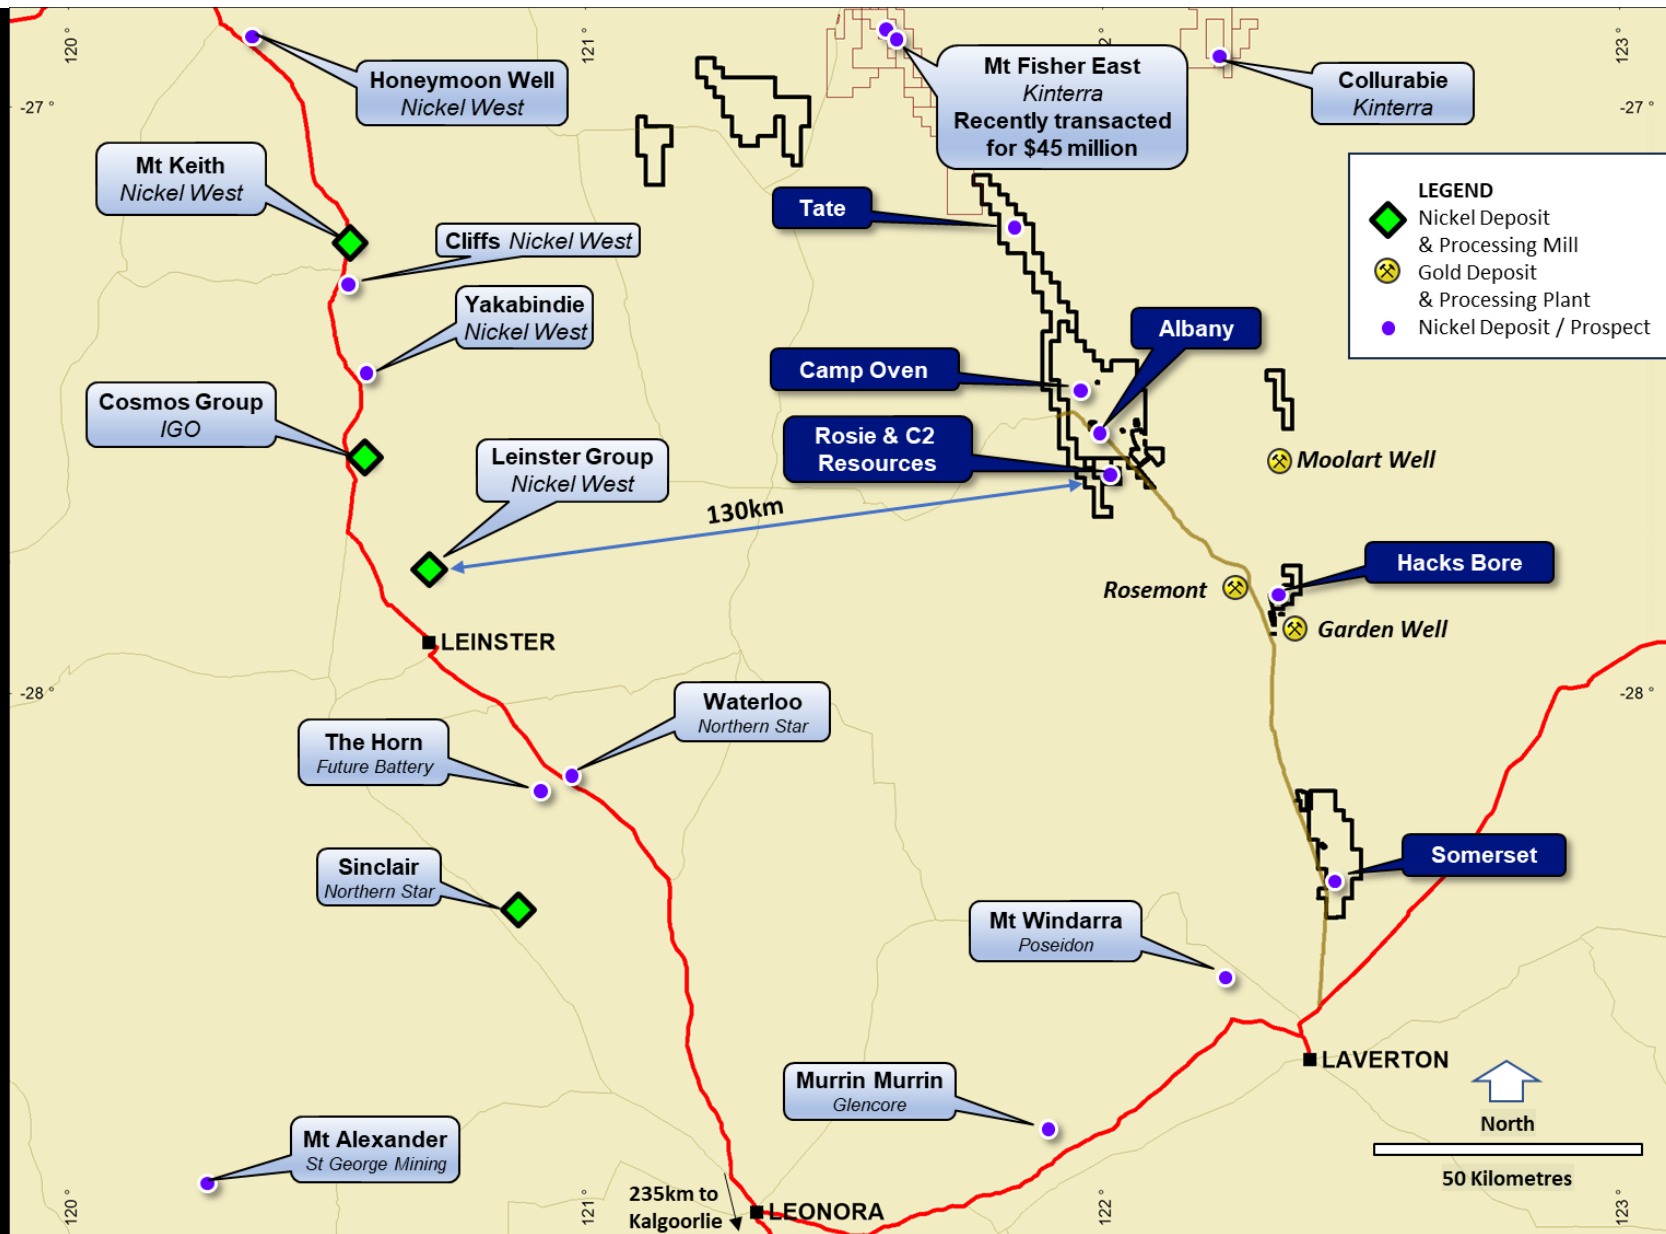 120 °
121 °
2 °
123 °
Honeymoon Well
Nickel West
Mt Fisher East
Kinterra
Recently transacted
for $45 million
Collurabie
Kinterra
-27 °
-27 °
Mt Keith
Nickel West
LEGEND
Nickel Deposit
& Processing Mill
Gold Deposit
& Processing Plant
Nickel Deposit / Prospect
Tate
Cliffs Nickel West
Yakabindie
Nickel West
Albany
Camp Oven
Cosmos Group
IGO
Rosie & C2
Resources
Leinster Group
Nickel West
Moolart Well
130km
Hacks Bore
Rosemont
Garden Well
LEINSTER
-28 °
-28 °
Waterloo
Northern Star
The Horn
Future Battery
Sinclair
Northern Star
Somerset
Mt Windarra
Poseidon
LAVERTON
Murrin Murrin
Glencore
North
50 Kilometres
Mt Alexander
St George Mining
235km to
Kalgoorlie
LEONORA
120 °
121 °
122 °
123 °